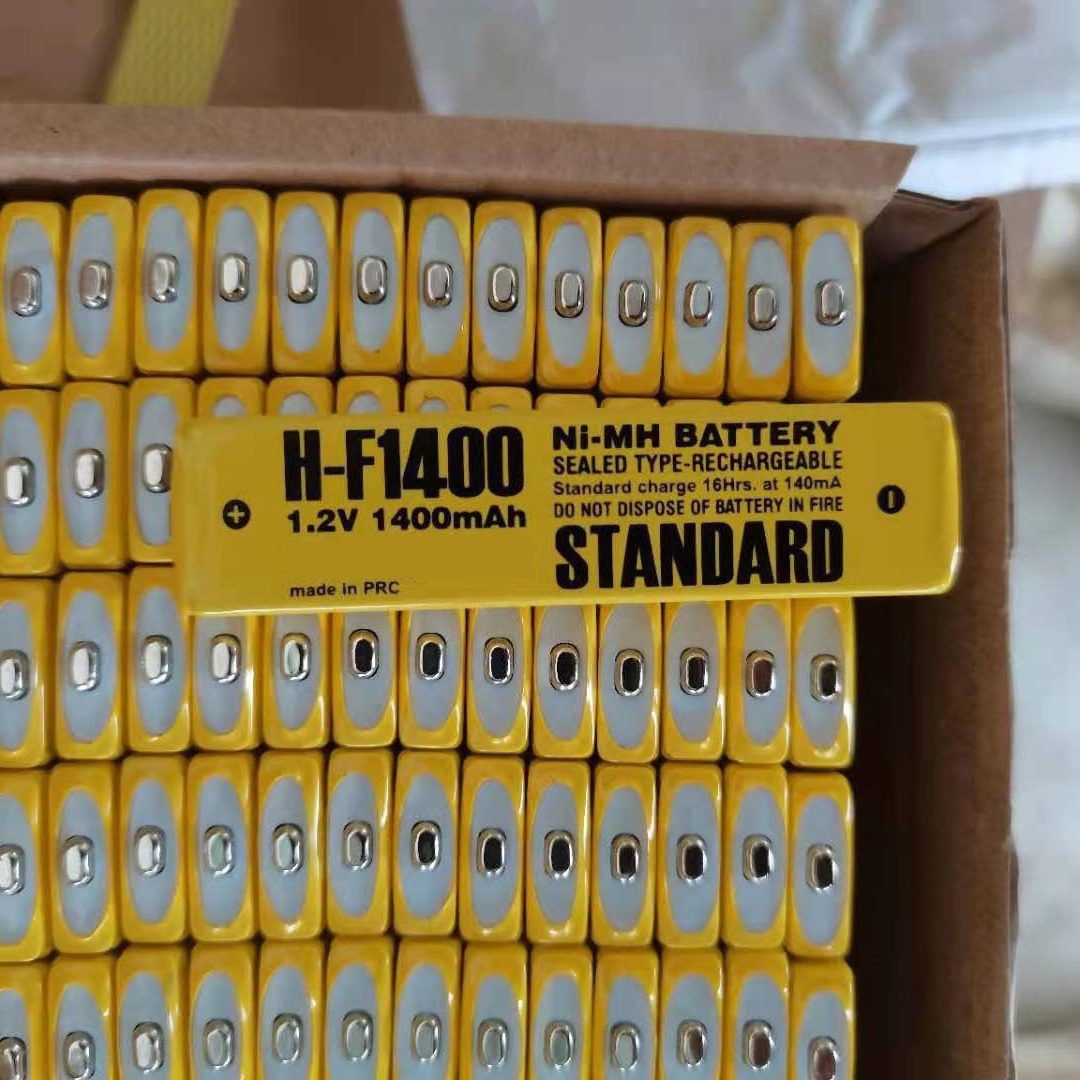 H-F1400
1.2V 1400mAh
made in PRC
Ni-MH BATTERY
SEALED TYPE-RECHARGEABLE
Standard charge 16Hrs. at 140mA
DO NOT DISPOSE OF BATTERY IN FIRE
STANDARD